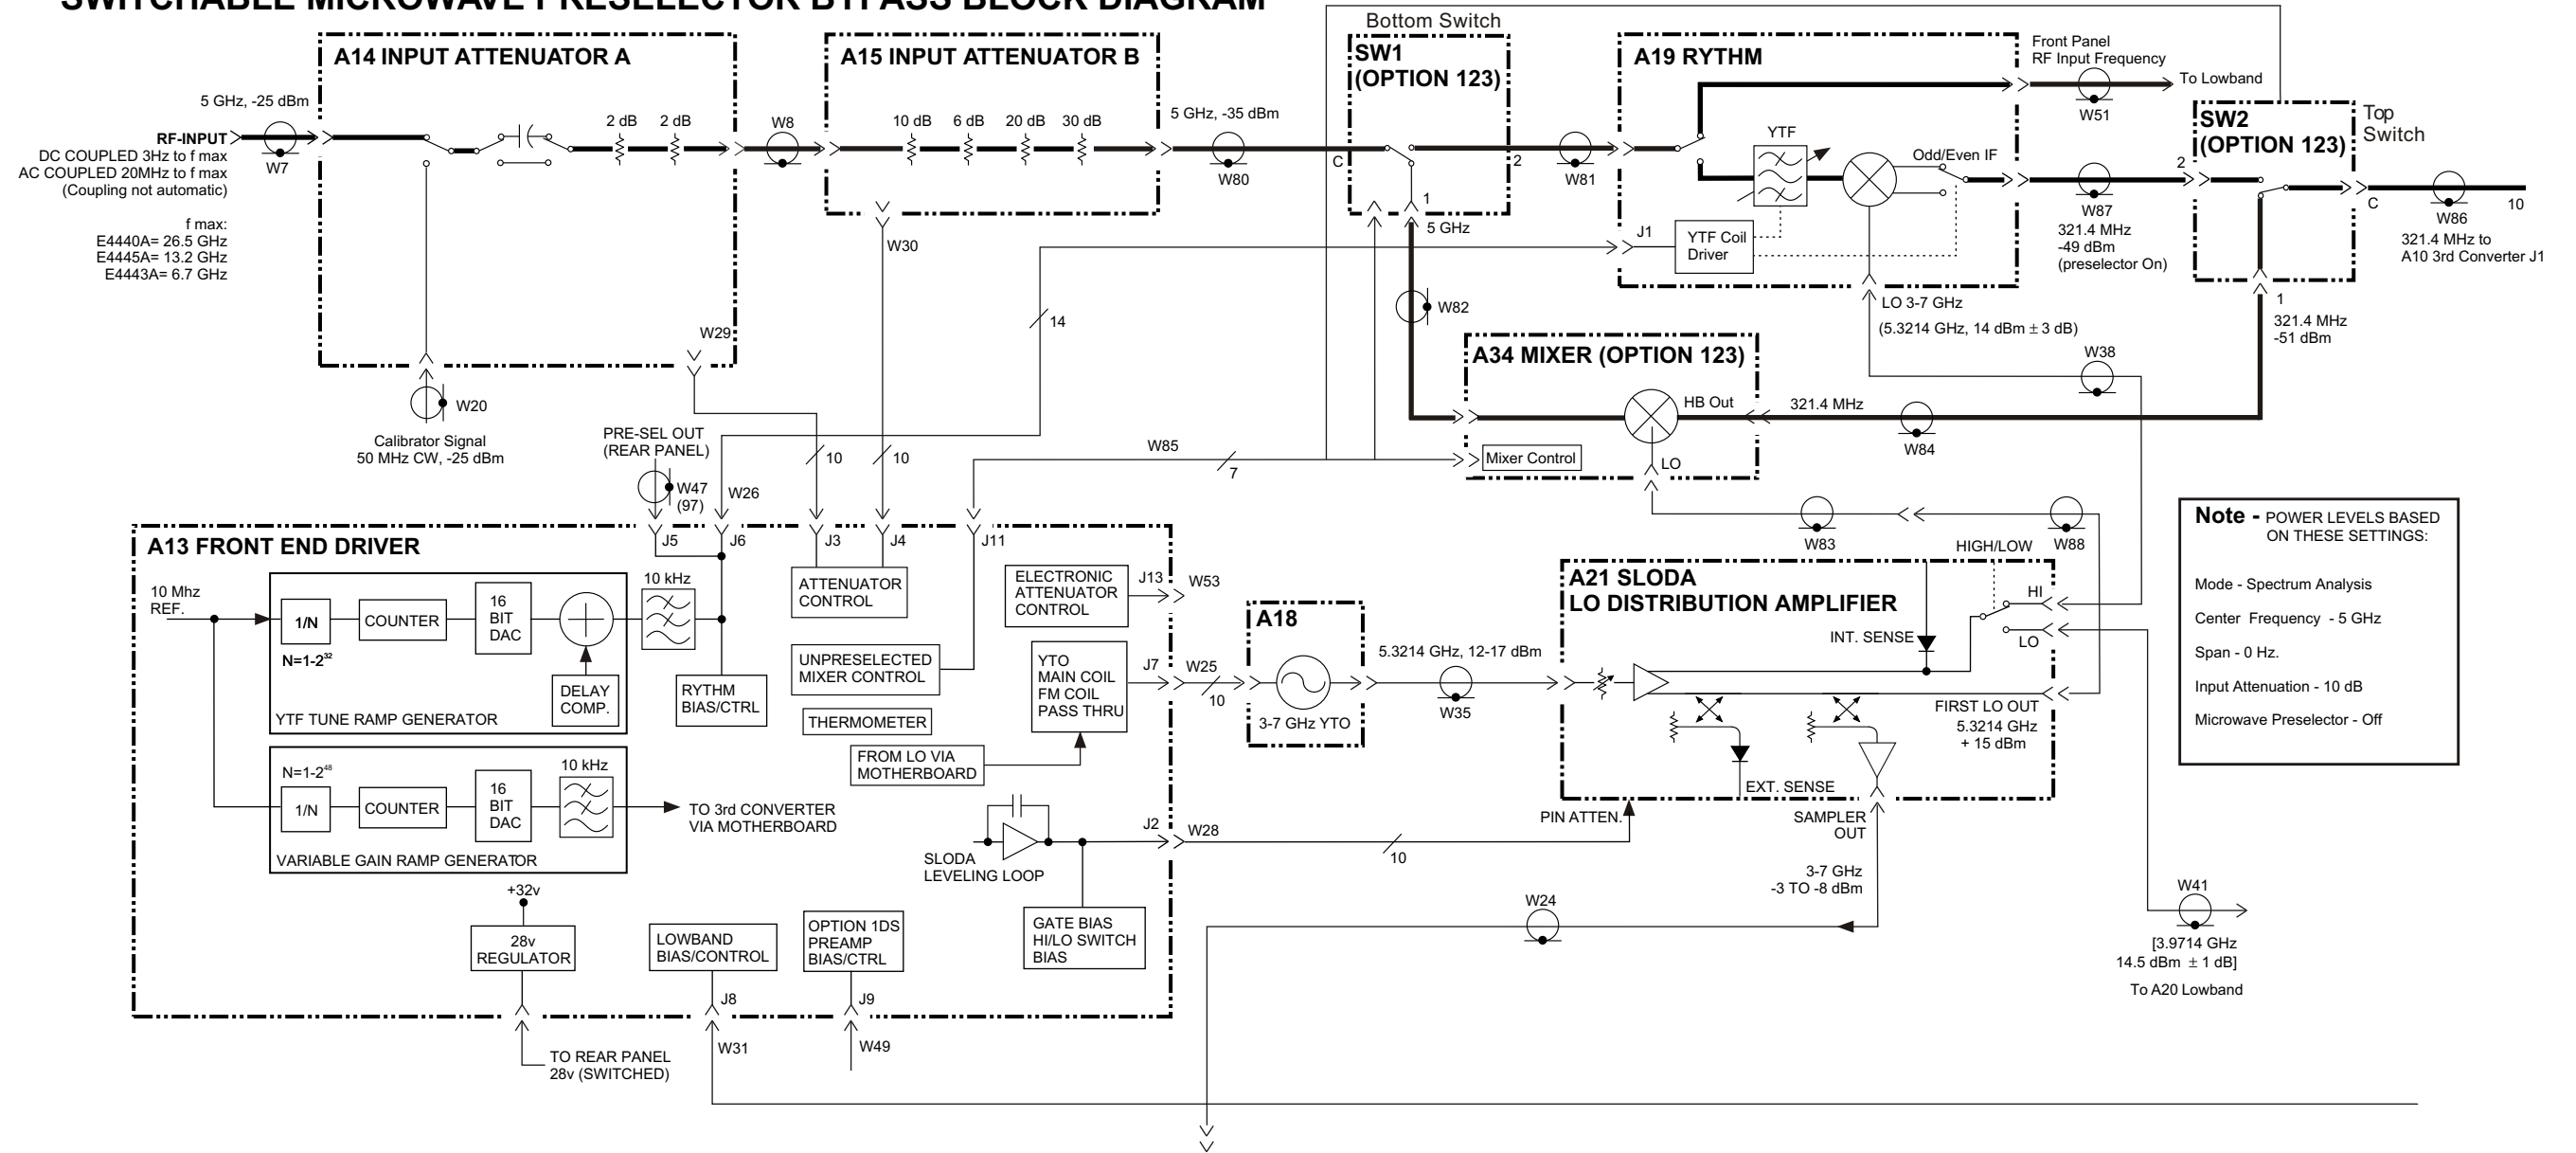 SWITCHABLE MICROWAVE PRESELECTOR BYPASS BLOCK DIAGRAM
A14 INPUT ATTENUATOR A
5 GHz, -25 dBm
RF-INPUT
DC COUPLED 3Hz to f max
AC COUPLED 20MHz to f max
(Coupling not automatic)
f max:
E4440A= 26.5 GHz
E4445A= 13.2 GHz
E4443A= 6.7 GHz
W7
2 dB
2 dB
W8
W29
W20
Calibrator Signal
50 MHz CW, -25 dBm
A15 INPUT ATTENUATOR B
10 dB
6 dB
20 dB
30 dB
W30
5 GHz, -35 dBm
W80
Bottom Switch
SW1
(OPTION 123)
C
2
1
5 GHz
W81
W82
A19 RYTHM
YTF
Odd/Even IF
J1
YTF Coil
Driver
LO 3-7 GHz
(5.3214 GHz, 14 dBm ± 3 dB)
Front Panel
RF Input Frequency
To Lowband
W51
W87
321.4 MHz
-49 dBm
(preselector On)
2
SW2
(OPTION 123)
Top
Switch
C
W86
10
321.4 MHz to
A10 3rd Converter J1
1
321.4 MHz
-51 dBm
W38
14
A34 MIXER (OPTION 123)
HB Out
321.4 MHz
W84
Mixer Control
LO
W85
7
10
10
PRE-SEL OUT
(REAR PANEL)
W47
(97)
W26
W83
W88
A13 FRONT END DRIVER
J5
J6
J3
J4
J11
10 Mhz
REF.
1/N
N=1-2³²
COUNTER
16
BIT
DAC
DELAY
COMP.
YTF TUNE RAMP GENERATOR
10 kHz
RYTHM
BIAS/CTRL
ATTENUATOR
CONTROL
UNPRESELECTED
MIXER CONTROL
THERMOMETER
FROM LO VIA
MOTHERBOARD
ELECTRONIC
ATTENUATOR
CONTROL
J13
W53
YTO
MAIN COIL
FM COIL
PASS THRU
J7
W25
10
N=1-2⁴⁸
1/N
COUNTER
16
BIT
DAC
10 kHz
TO 3rd CONVERTER
VIA MOTHERBOARD
VARIABLE GAIN RAMP GENERATOR
SLODA
LEVELING LOOP
J2
W28
10
+32v
28v
REGULATOR
LOWBAND
BIAS/CONTROL
OPTION 1DS
PREAMP
BIAS/CTRL
GATE BIAS
HI/LO SWITCH
BIAS
J8
J9
W31
W49
TO REAR PANEL
28v (SWITCHED)
A18
3-7 GHz YTO
5.3214 GHz, 12-17 dBm
W35
A21 SLODA
LO DISTRIBUTION AMPLIFIER
HIGH/LOW
HI
LO
INT. SENSE
FIRST LO OUT
5.3214 GHz
+ 15 dBm
EXT. SENSE
PIN ATTEN.
SAMPLER
OUT
3-7 GHz
-3 TO -8 dBm
W24
W41
[3.9714 GHz
14.5 dBm ± 1 dB]
To A20 Lowband
Note - POWER LEVELS BASED
ON THESE SETTINGS:
Mode - Spectrum Analysis
Center Frequency - 5 GHz
Span - 0 Hz.
Input Attenuation - 10 dB
Microwave Preselector - Off